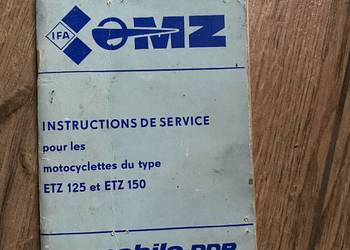 IFA
MZ
INSTRUCTIONS DE SERVICE
pour les
motocyclettes du type
ETZ 125 et ETZ 150